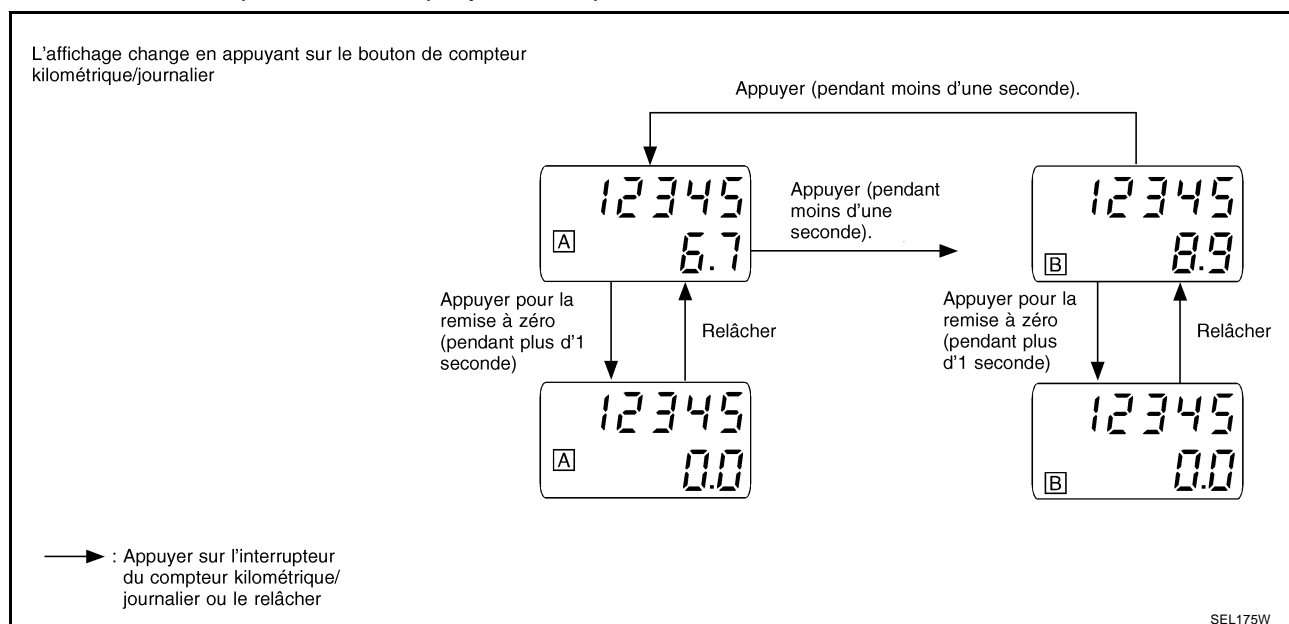 L'affichage change en appuyant sur le bouton de compteur
kilométrique/journalier
Appuyer (pendant moins d'une seconde).
12345
A
6.7
Appuyer (pendant
moins d'une
seconde).
12345
B
8.9
Appuyer pour la
remise à zéro
(pendant plus d'1
seconde)
Relâcher
Appuyer pour la
remise à zéro
(pendant plus
d'1 seconde)
Relâcher
12345
A
0.0
12345
B
0.0
: Appuyer sur l'interrupteur
du compteur kilométrique/
journalier ou le relâcher
SEL175W